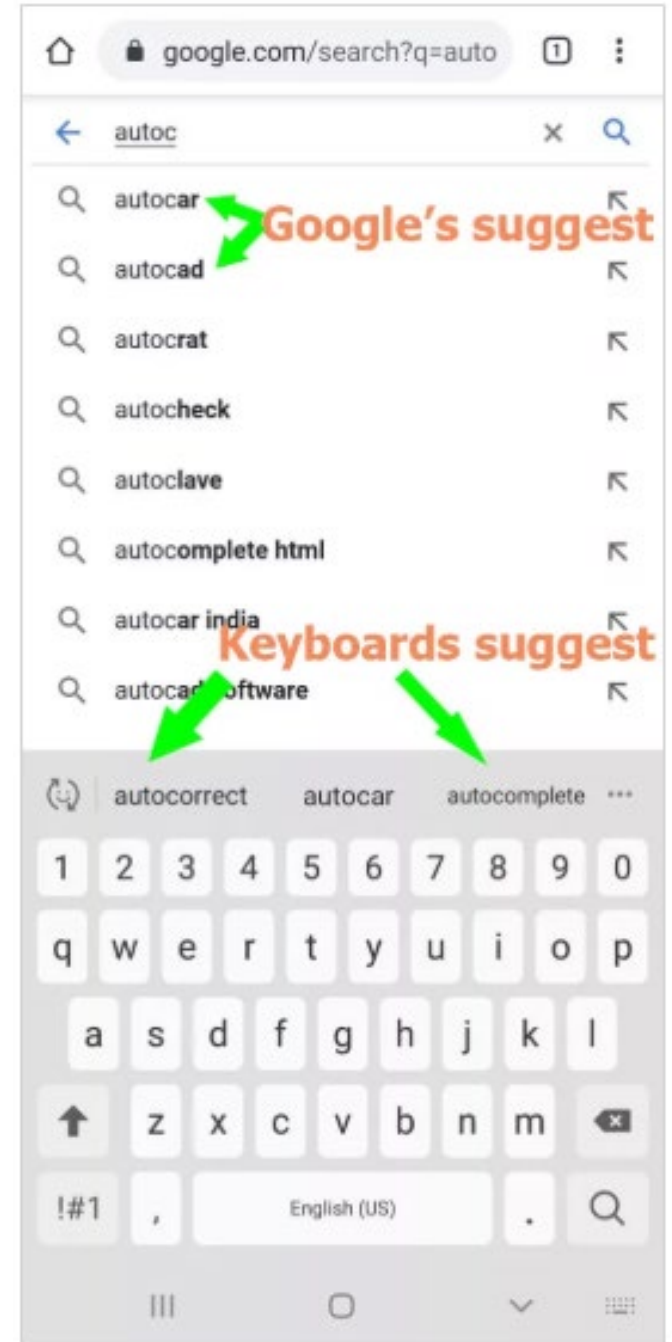 google.com/search?q=auto 1
autoc
autocar
Google's suggest
autocad
autocrat
autocheck
autoclave
autocomplete html
autocar india
Keyboards suggest
autocad software
autocorrect autocar autocomplete
1 2 3 4 5 6 7 8 9 0
q w e r t y u i o p
a s d f g h j k l
z x c v b n m
!#1 , English (US) .